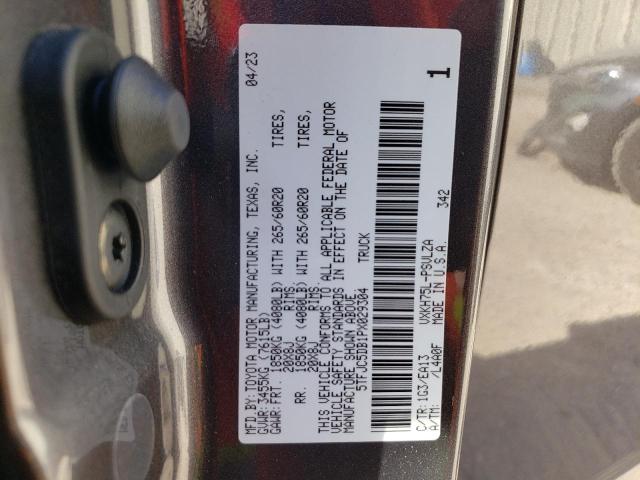 MFD.BY: TOYOTA MOTOR MANUFACTURING, TEXAS, INC. 04/23
GVWR: 3455KG (7615LB)
GAWR: FRT. 1850KG (4080LB) WITH 265/60R20 TIRES,
20X8J RIMS,
RR. 1850KG (4080LB) WITH 265/60R20 TIRES,
20X8J RIMS,
THIS VEHICLE CONFORMS TO ALL APPLICABLE FEDERAL MOTOR
VEHICLE SAFETY STANDARDS IN EFFECT ON THE DATE OF
MANUFACTURE SHOWN ABOVE.
5TFJC5DB1PX029304 TRUCK
C/TR: 1G3/EA13 VXKH75L-PSVLZA 342
A/TM: /L4A0F MADE IN U.S.A. 1